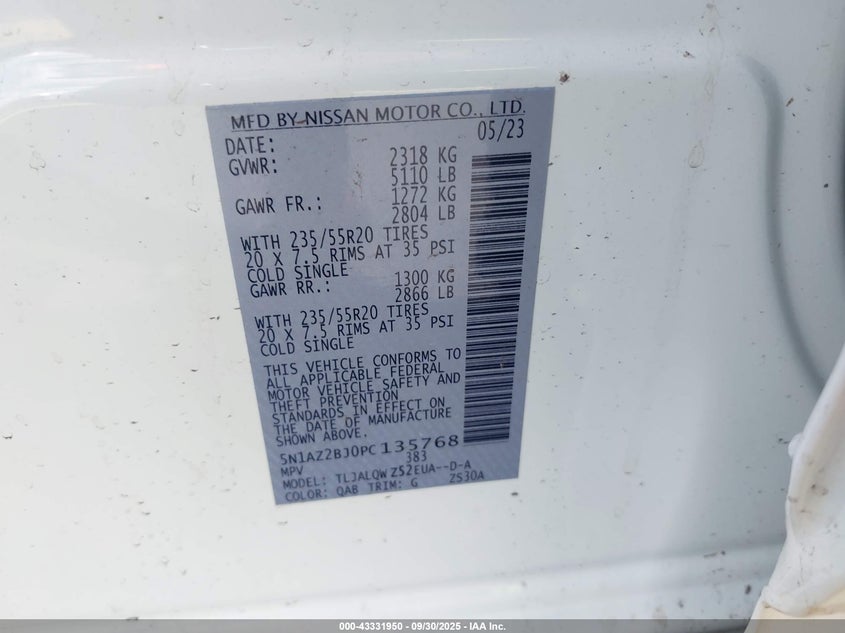 MFD BY NISSAN MOTOR CO., LTD.
DATE: 05/23
GVWR: 2318 KG
5110 LB
GAWR FR.: 1272 KG
2804 LB
WITH 235/55R20 TIRES
20 X 7.5 RIMS AT 35 PSI
COLD SINGLE
GAWR RR.: 1300 KG
2866 LB
WITH 235/55R20 TIRES
20 X 7.5 RIMS AT 35 PSI
COLD SINGLE
THIS VEHICLE CONFORMS TO
ALL APPLICABLE FEDERAL
MOTOR VEHICLE SAFETY AND
THEFT PREVENTION
STANDARDS IN EFFECT ON
THE DATE OF MANUFACTURE
SHOWN ABOVE.
5N1AZ2BJ0PC135768
MPV 383
MODEL: TLJALQWZ52EUA--D-A
COLOR: QAB TRIM: G ZS30A
000-43331950 - 09/30/2025 - IAA Inc.